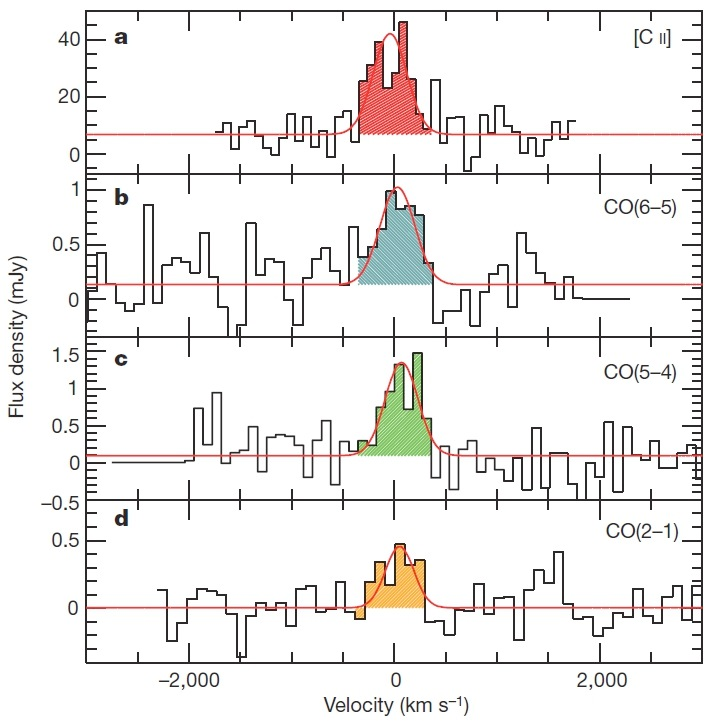 a
[C II]
40
20
0
b
CO(6–5)
1
0.5
0
c
CO(5–4)
1.5
1
0.5
0
–0.5
d
CO(2–1)
0.5
0
Flux density (mJy)
–2,000
0
2,000
Velocity (km s⁻¹)